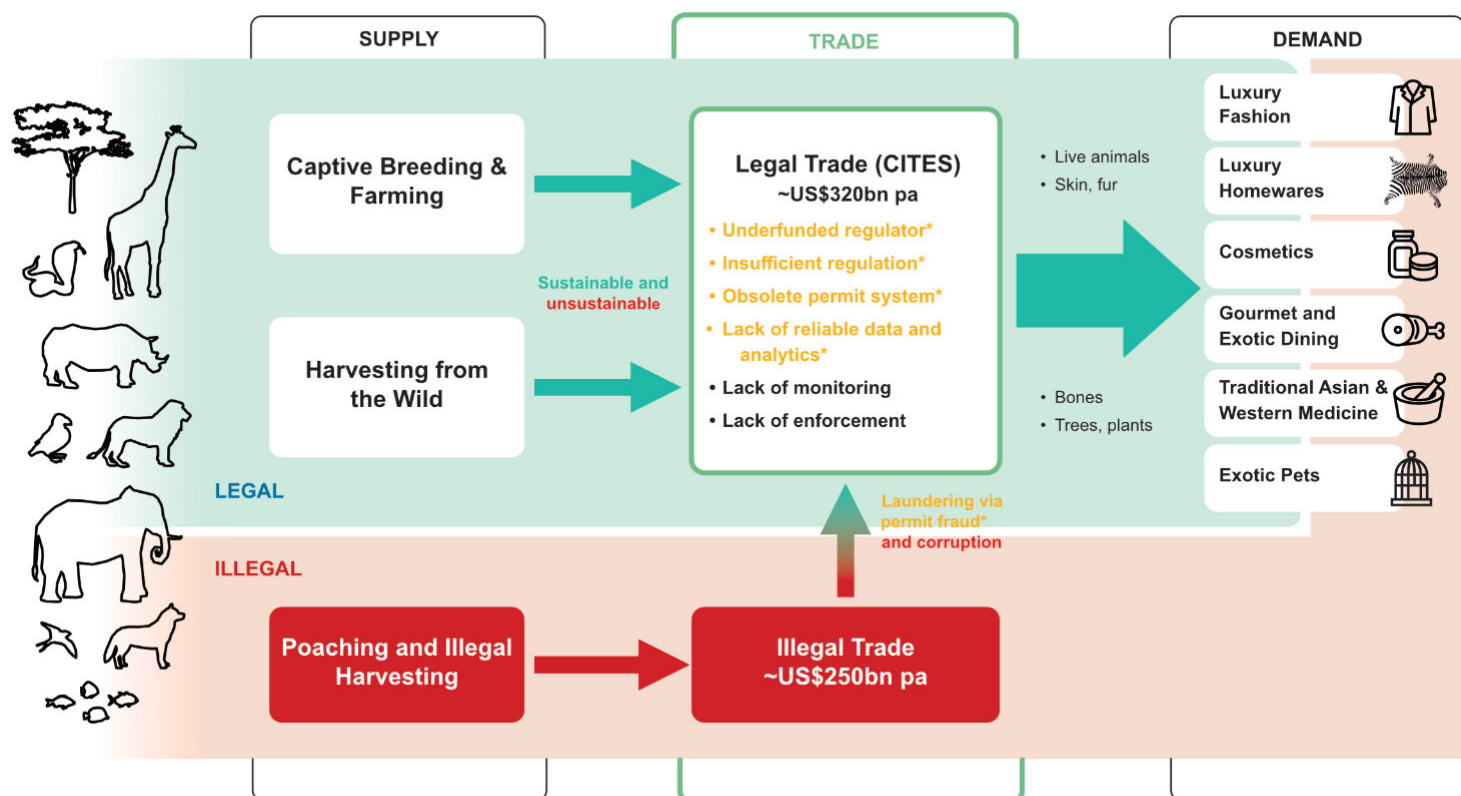 SUPPLY
TRADE
DEMAND
Captive Breeding &
Farming
Sustainable and
unsustainable
Harvesting from
the Wild
LEGAL
Legal Trade (CITES)
~US$320bn pa
• Underfunded regulator*
• Insufficient regulation*
• Obsolete permit system*
• Lack of reliable data and
analytics*
• Lack of monitoring
• Lack of enforcement
• Live animals
• Skin, fur
• Bones
• Trees, plants
Luxury
Fashion
Luxury
Homewares
Cosmetics
Gourmet and
Exotic Dining
Traditional Asian &
Western Medicine
Exotic Pets
Laundering via
permit fraud*
and corruption
ILLEGAL
Poaching and Illegal
Harvesting
Illegal Trade
~US$250bn pa